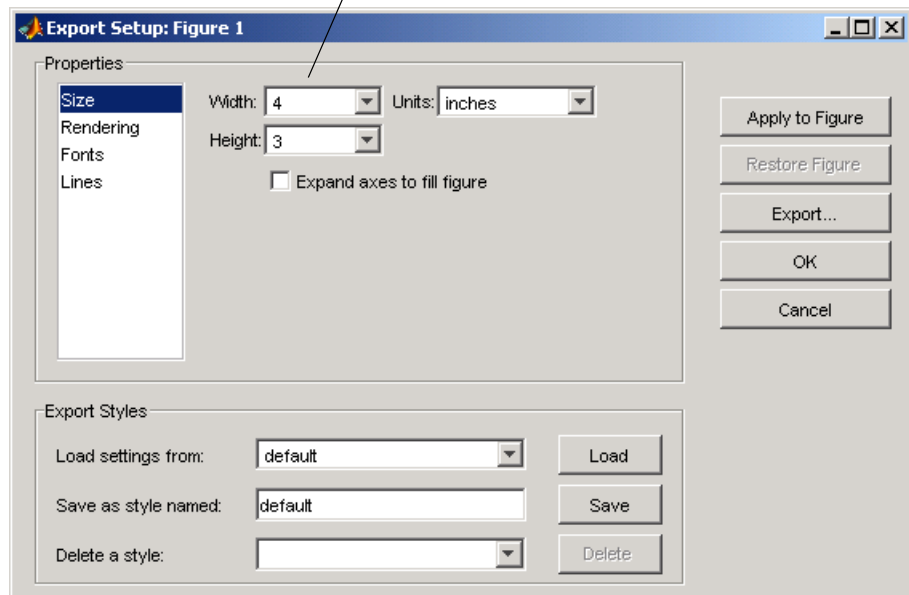 Export Setup: Figure 1
Properties
Size
Rendering
Fonts
Lines
Width: 4 Units: inches
Height: 3
Expand axes to fill figure
Apply to Figure
Restore Figure
Export...
OK
Cancel
Export Styles
Load settings from: default Load
Save as style named: default Save
Delete a style: Delete